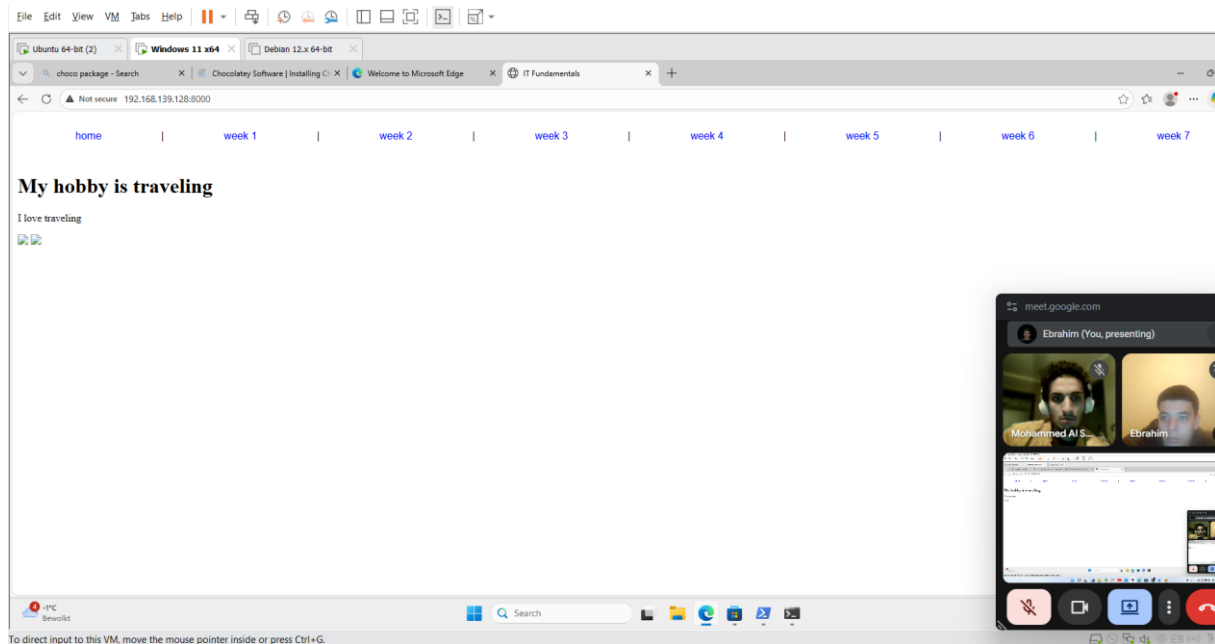 File Edit View VM Tabs Help
Ubuntu 64-bit (2) Windows 11 x64 Debian 12.x 64-bit
choco package - Search Chocolatey Software | Installing Ch Welcome to Microsoft Edge IT Fundamentals
Not secure 192.168.139.128:8000
home | week 1 | week 2 | week 3 | week 4 | week 5 | week 6 | week 7
My hobby is traveling
I love traveling
meet.google.com
Ebrahim (You, presenting)
Mohammed Al S... Ebrahim
4 -1°C
Bewolkt
Search
To direct input to this VM, move the mouse pointer inside or press Ctrl+G.